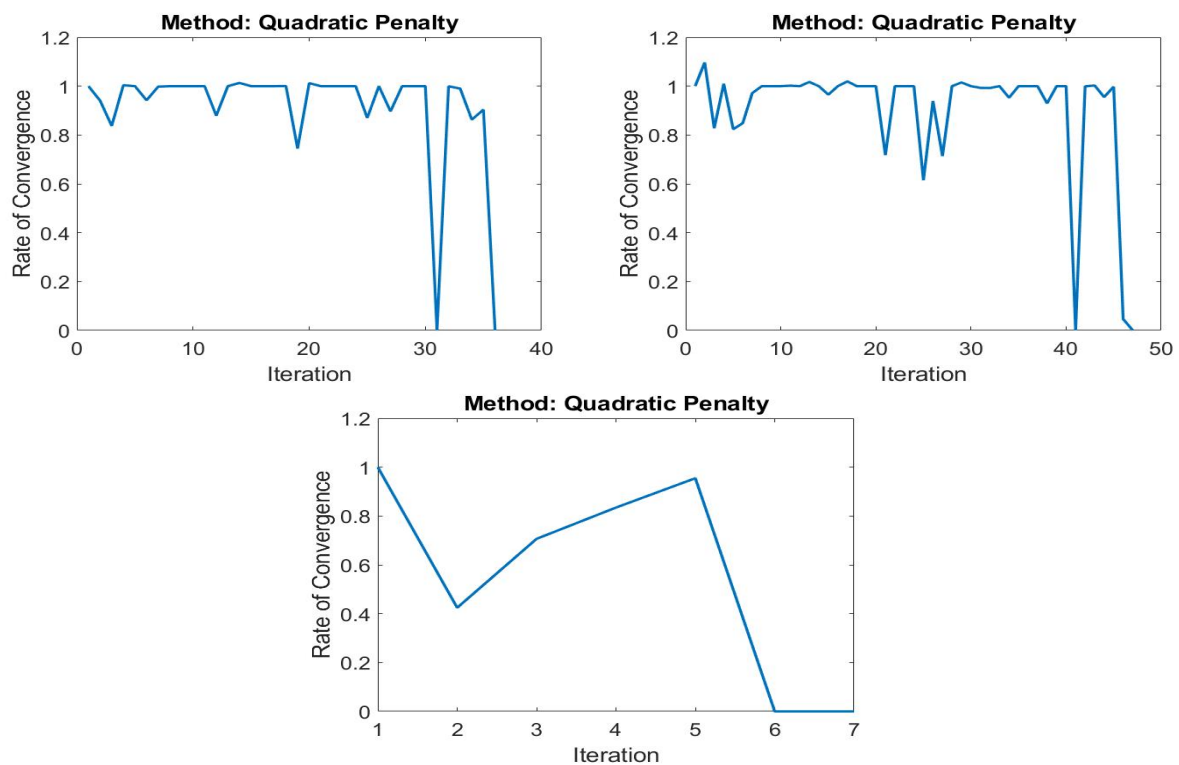 Method: Quadratic Penalty
Rate of Convergence
1.2
1
0.8
0.6
0.4
0.2
0
0 10 20 30 40
Iteration
Method: Quadratic Penalty
Rate of Convergence
1.2
1
0.8
0.6
0.4
0.2
0
0 10 20 30 40 50
Iteration
Method: Quadratic Penalty
Rate of Convergence
1.2
1
0.8
0.6
0.4
0.2
0
1 2 3 4 5 6 7
Iteration